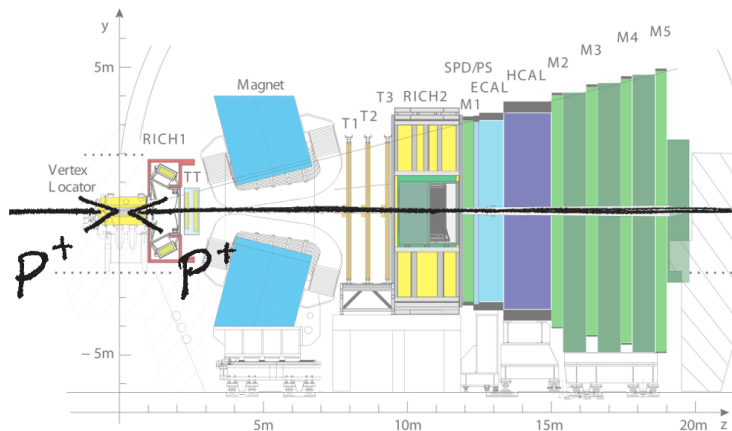 y
5m
Magnet
SPD/PS
ECAL
HCAL
M1
M2
M3
M4
M5
RICH2
T1
T2
T3
RICH1
TT
Vertex
Locator
P+
P+
-5m
5m
10m
15m
20m
z